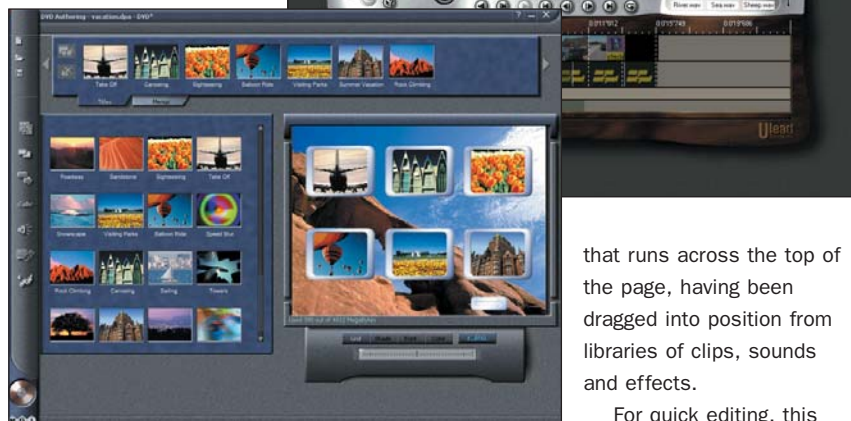 River.wav Sea.wav Sheep.wav
Ulead
DVD Authoring - vacation.dpa - DVD*
Take Off Canoeing Sightseeing Balloon Ride Visiting Parks Summer Vacation Rock Climbing
Titles Menus
Roadway Sandstone Sightseeing Take Off
Snowscape Visiting Parks Balloon Ride Speed Blur
Rock Climbing Canoeing Sailing Towers
that runs across the top of
the page, having been
dragged into position from
libraries of clips, sounds
and effects.
For quick editing, this